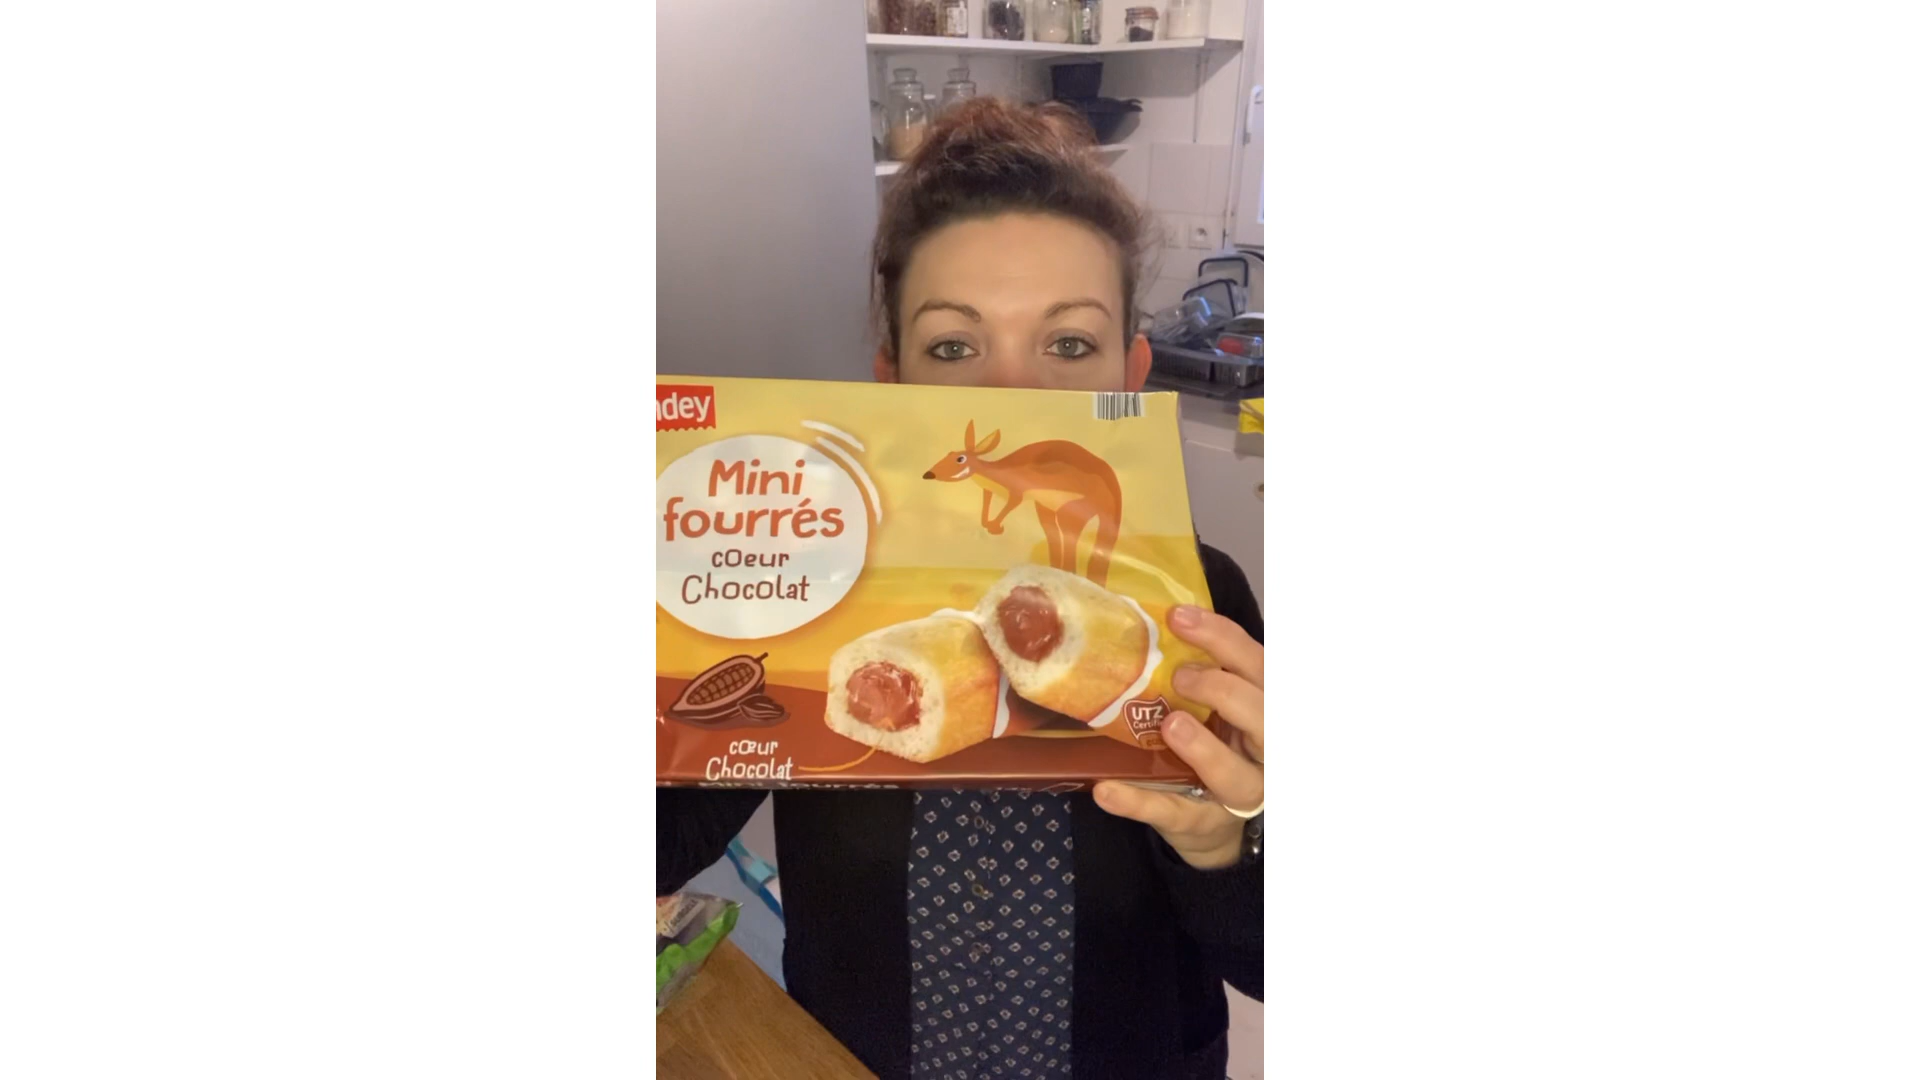 ndey
Mini
fourrés
coeur
Chocolat
cœur
Chocolat
UTZ